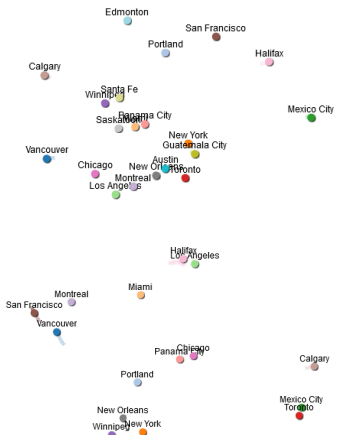 Edmonton
San Francisco
Portland
Halifax
Calgary
Santa Fe
Winnipeg
Mexico City
Panama City
Saskatoon
New York
Guatemala City
Vancouver
Austin
Chicago
New Orleans
Toronto
Montreal
Los Angeles
Halifax
Los Angeles
Miami
Montreal
San Francisco
Vancouver
Chicago
Panama City
Calgary
Portland
Mexico City
Toronto
New Orleans
New York
Winnipeg